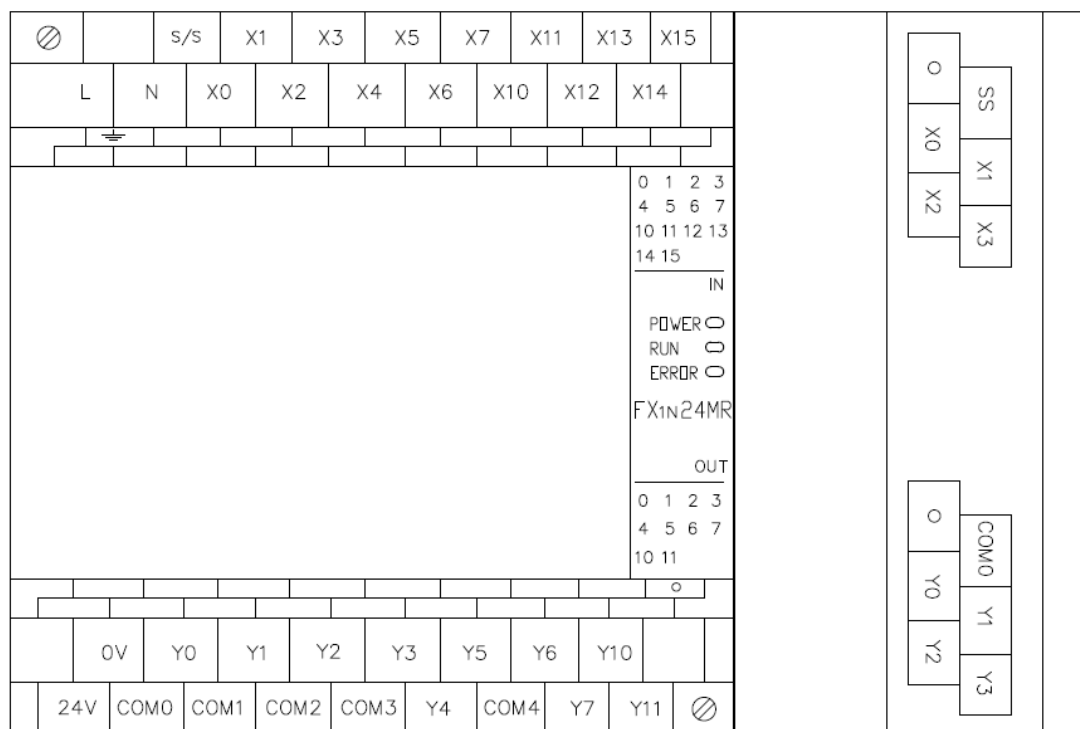 S/S X1 X3 X5 X7 X11 X13 X15
L N X0 X2 X4 X6 X10 X12 X14
0 1 2 3
4 5 6 7
10 11 12 13
14 15
IN
POWER
RUN
ERROR
FX1N24MR
OUT
0 1 2 3
4 5 6 7
10 11
0V Y0 Y1 Y2 Y3 Y5 Y6 Y10
24V COM0 COM1 COM2 COM3 Y4 COM4 Y7 Y11
SS X1 X3
X0 X2
COM0 Y1 Y3
Y0 Y2